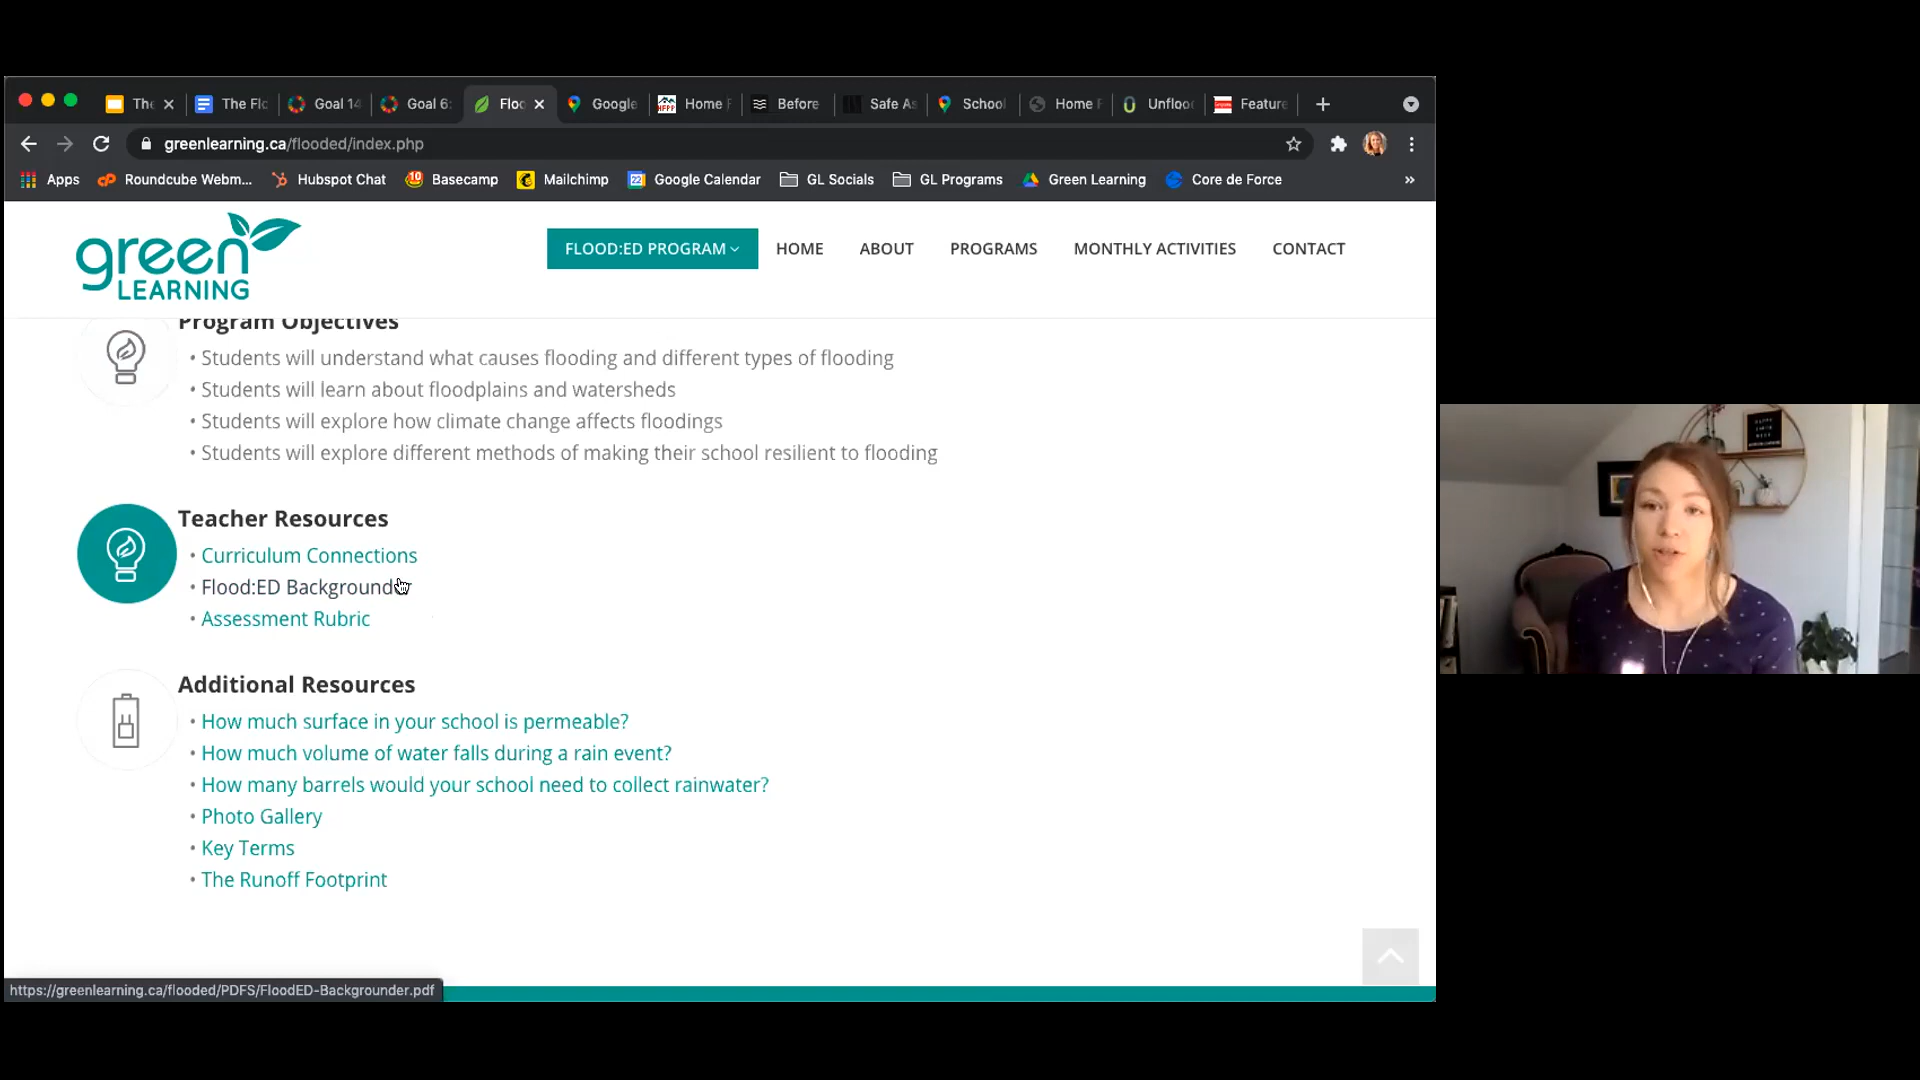 The
The Flo
Goal 14
Goal 6:
Floo
Google
Home F
Before
Safe As
School
Home F
Unfloo
Feature
greenlearning.ca/flooded/index.php
Apps
Roundcube Webm...
Hubspot Chat
10
Basecamp
Mailchimp
22
Google Calendar
GL Socials
GL Programs
Green Learning
Core de Force
»
green
LEARNING
FLOOD:ED PROGRAM
HOME
ABOUT
PROGRAMS
MONTHLY ACTIVITIES
CONTACT
Program Objectives
• Students will understand what causes flooding and different types of flooding
• Students will learn about floodplains and watersheds
• Students will explore how climate change affects floodings
• Students will explore different methods of making their school resilient to flooding
Teacher Resources
• Curriculum Connections
• Flood:ED Backgrounder
• Assessment Rubric
Additional Resources
• How much surface in your school is permeable?
• How much volume of water falls during a rain event?
• How many barrels would your school need to collect rainwater?
• Photo Gallery
• Key Terms
• The Runoff Footprint
https://greenlearning.ca/flooded/PDFS/FloodED-Backgrounder.pdf